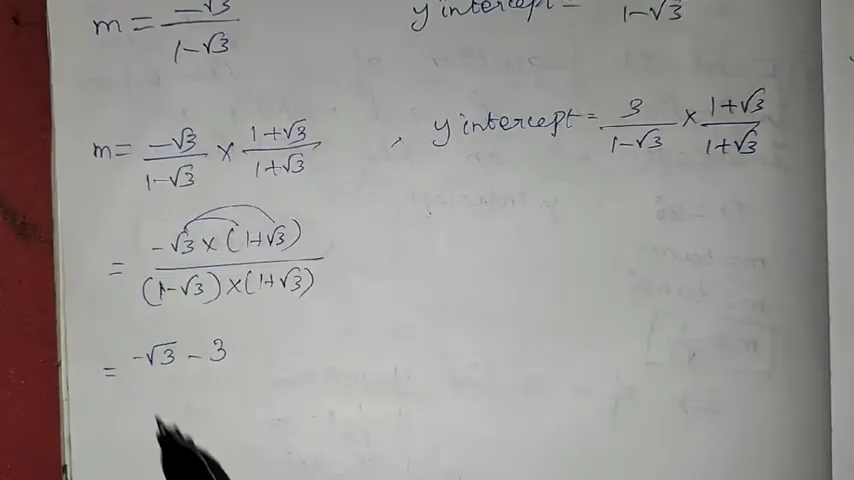 m = -√3 / 1-√3    y intercept = / 1-√3
m = -√3 / 1-√3 × 1+√3 / 1+√3 , y intercept = 3 / 1-√3 × 1+√3 / 1+√3
= -√3 × (1+√3) / (1-√3) × (1+√3)
= -√3 - 3